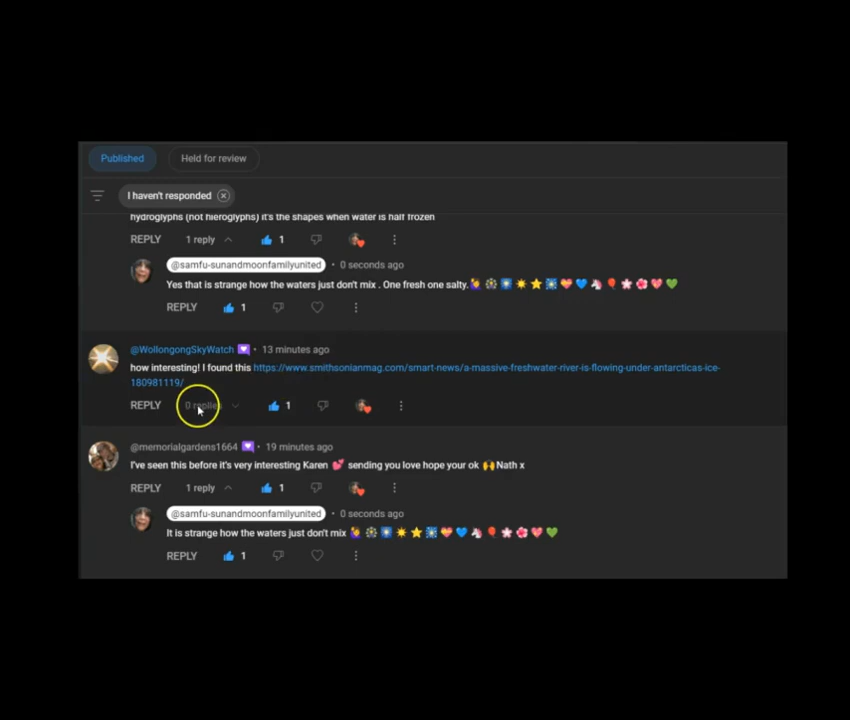 Published Held for review
I haven't responded
hydroglyphs (not hieroglyphs) it's the shapes when water is half frozen
REPLY 1 reply 1
@samfu-sunandmoonfamilyunited • 0 seconds ago
Yes that is strange how the waters just don't mix . One fresh one salty.🙋‍♀️🎡🎇☀️⭐🎇💝💙🦄🎈🌸🌺💖💚
REPLY 1
@WollongongSkyWatch • 13 minutes ago
how interesting! I found this https://www.smithsonianmag.com/smart-news/a-massive-freshwater-river-is-flowing-under-antarcticas-ice-
180981119/
REPLY 0 replies 1
@memorialgardens1664 • 19 minutes ago
I've seen this before it's very interesting Karen 💕 sending you love hope your ok 🙌Nath x
REPLY 1 reply 1
@samfu-sunandmoonfamilyunited • 0 seconds ago
It is strange how the waters just don't mix 🙋‍♀️🎡🎇☀️⭐🎇💝💙🦄🎈🌸🌺💖💚
REPLY 1